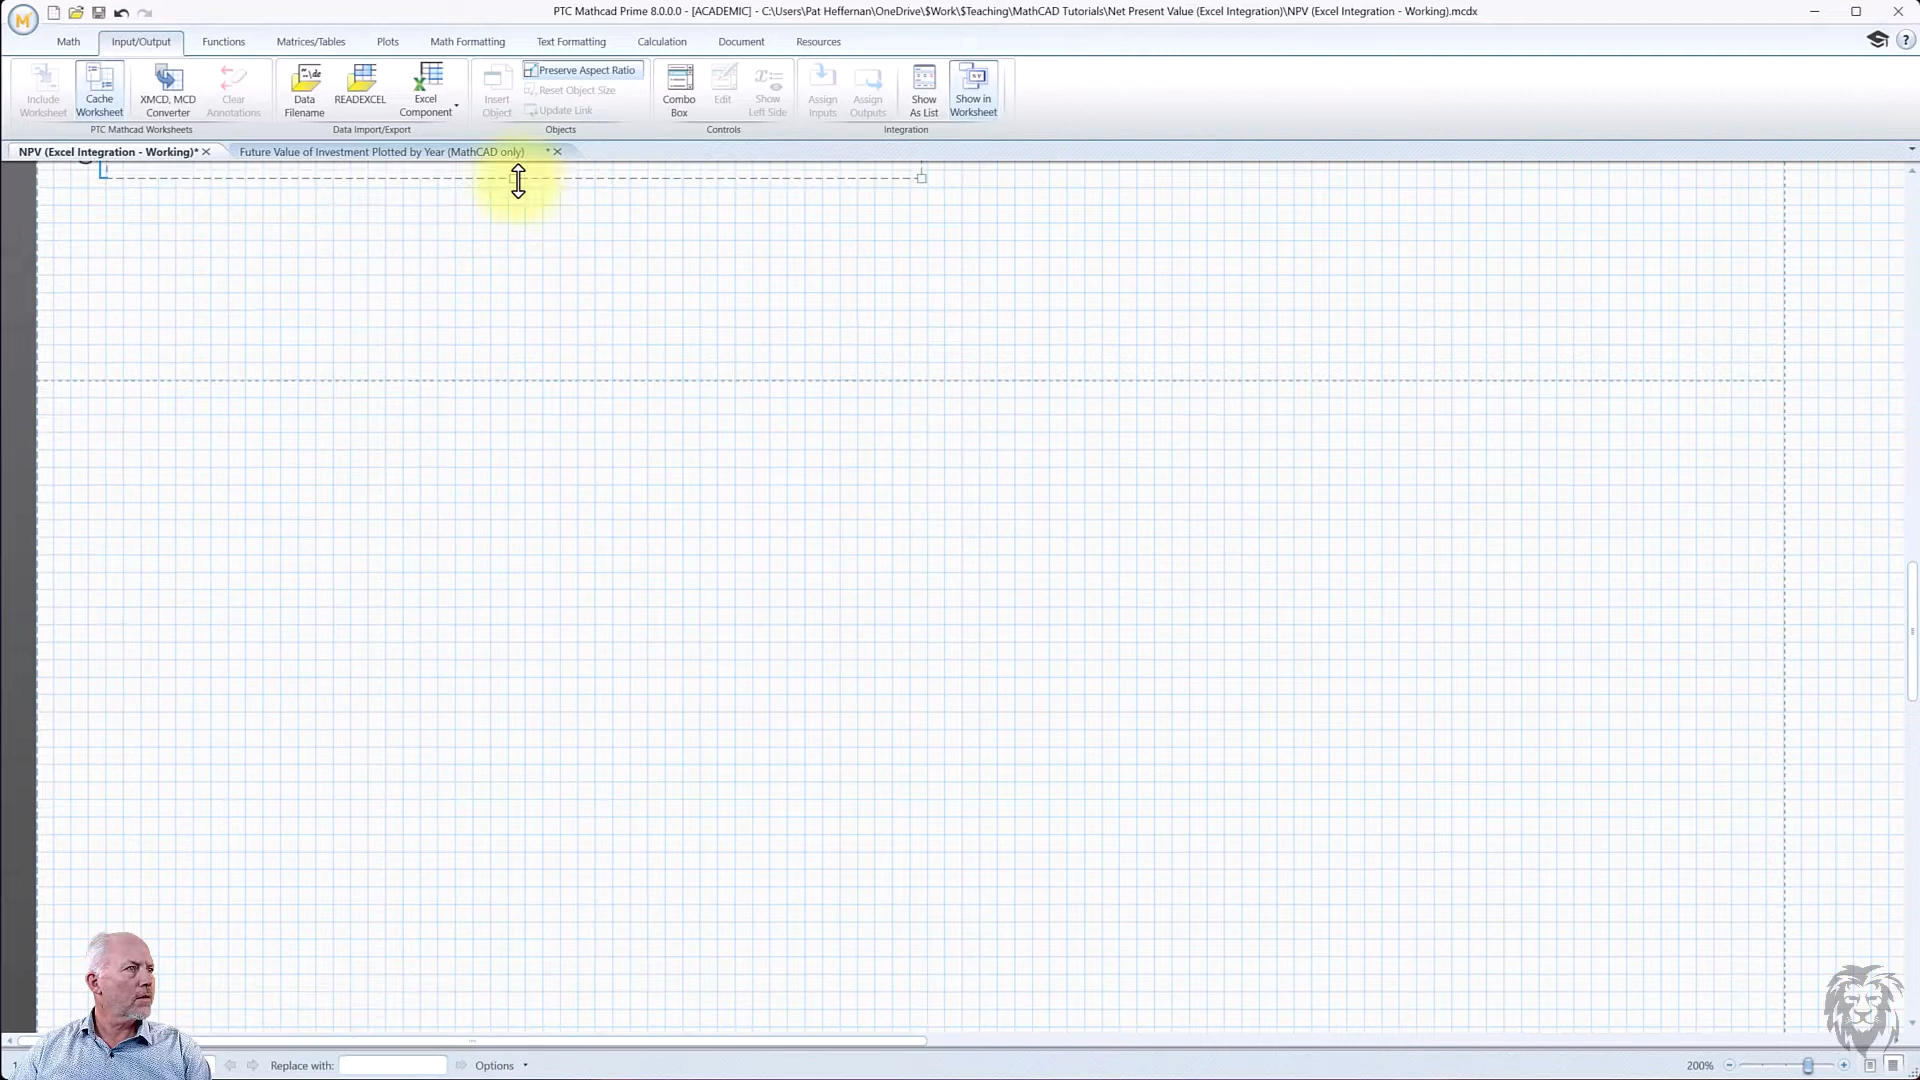 PTC Mathcad Prime 8.0.0.0 - [ACADEMIC] - C:\Users\Pat Heffernan\OneDrive\$Work\$Teaching\MathCAD Tutorials\Net Present Value (Excel Integration)\NPV (Excel Integration - Working).mcdx
Math Input/Output Functions Matrices/Tables Plots Math Formatting Text Formatting Calculation Document Resources
Include Worksheet
Cache Worksheet
XMCD, MCD Converter
Clear Annotations
Data Filename
READEXCEL
Excel Component
Insert Object
Preserve Aspect Ratio
Reset Object Size
Update Link
Combo Box
Edit
Show Left Side
Assign Inputs
Assign Outputs
Show As List
Show in Worksheet
PTC Mathcad Worksheets Data Import/Export Objects Controls Integration
NPV (Excel Integration - Working)* Future Value of Investment Plotted by Year (MathCAD only) *
Replace with: Options 200%